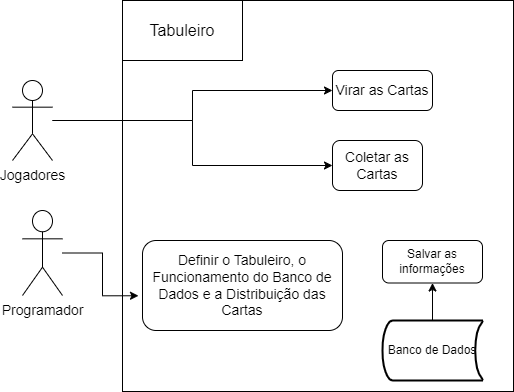 Tabuleiro
Virar as Cartas
Coletar as
Cartas
Jogadores
Definir o Tabuleiro, o
Funcionamento do Banco de
Dados e a Distribuição das
Cartas
Salvar as
informações
Programador
Banco de Dados